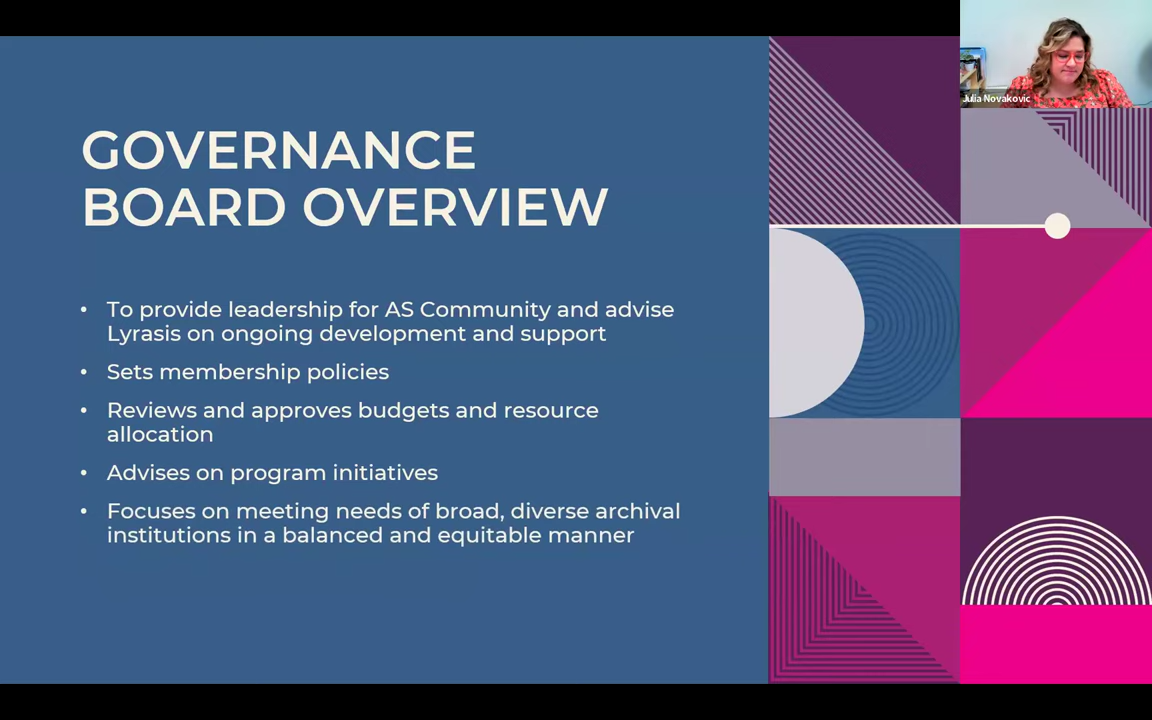 Julia Novakovic
GOVERNANCE
BOARD OVERVIEW
• To provide leadership for AS Community and advise
Lyrasis on ongoing development and support
• Sets membership policies
• Reviews and approves budgets and resource
allocation
• Advises on program initiatives
• Focuses on meeting needs of broad, diverse archival
institutions in a balanced and equitable manner